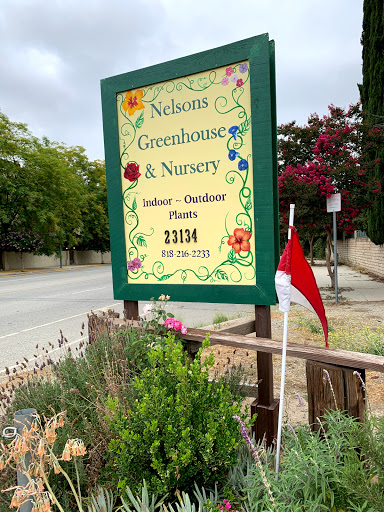 Nelsons
Greenhouse
& Nursery
Indoor ~ Outdoor
Plants
23134
818-216-2233